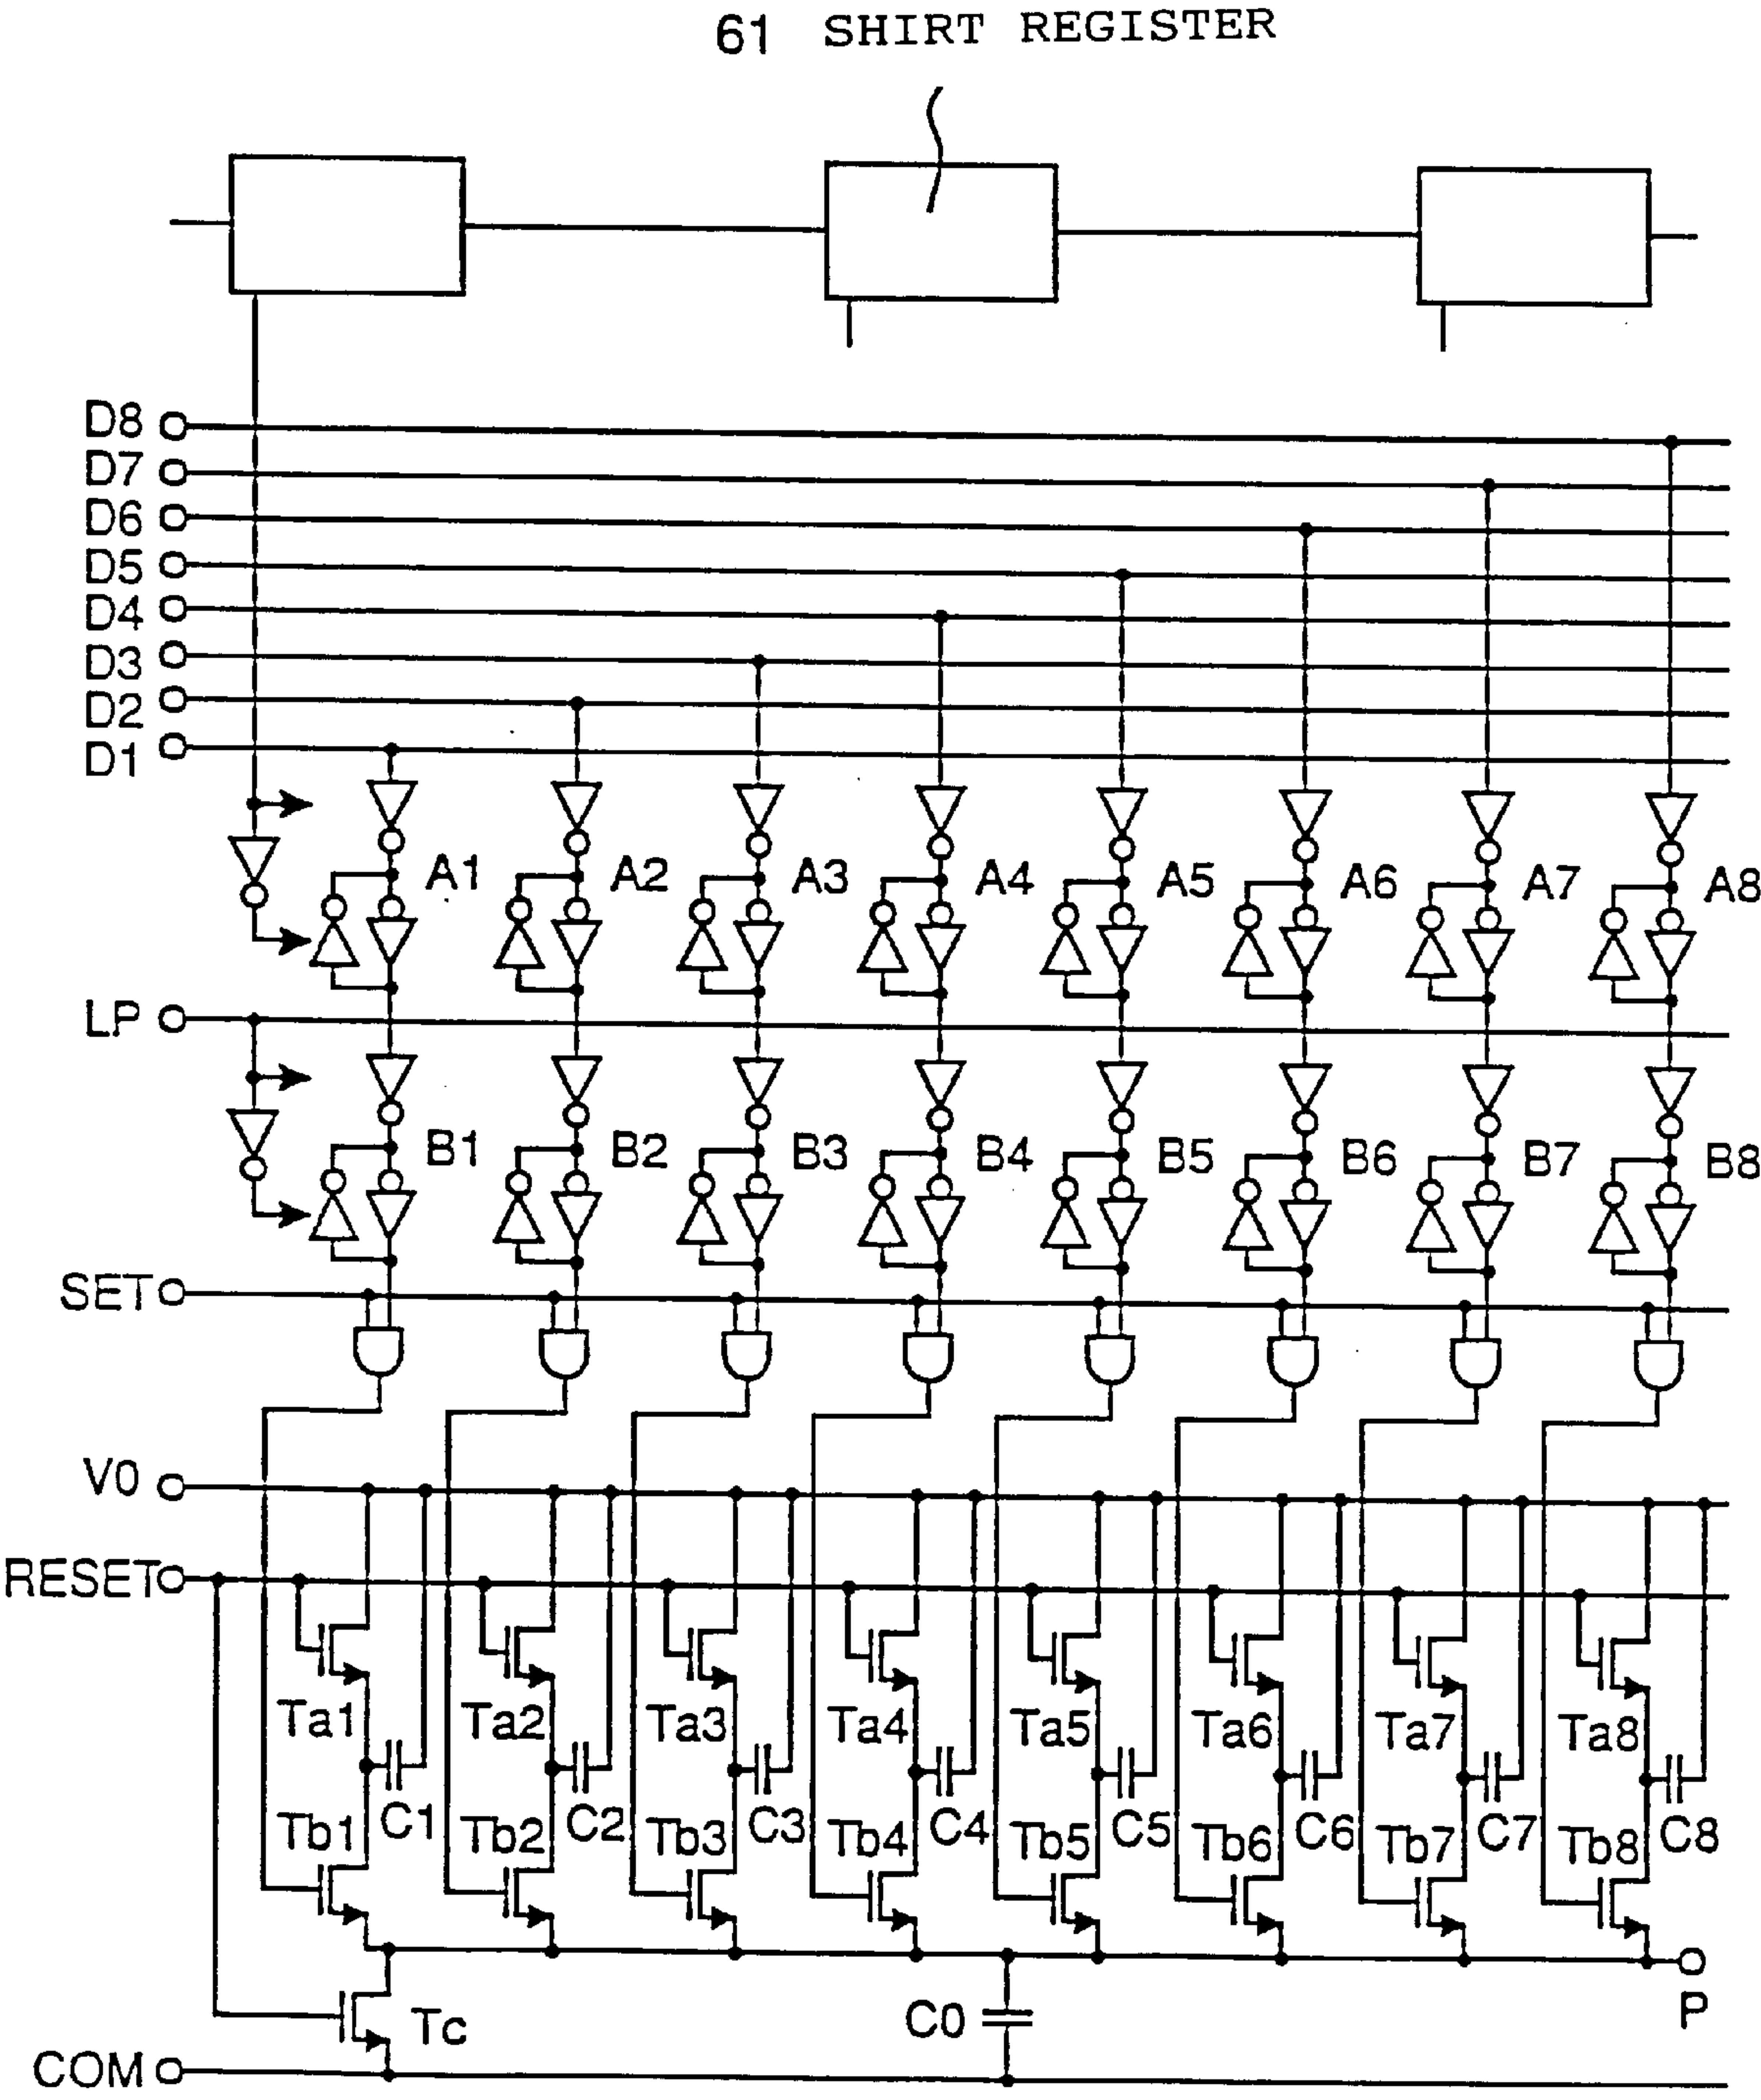 61 SHIRT REGISTER
D8
D7
D6
D5
D4
D3
D2
D1
A1 A2 A3 A4 A5 A6 A7 A8
LP
B1 B2 B3 B4 B5 B6 B7 B8
SET
V0
RESET
Ta1 Ta2 Ta3 Ta4 Ta5 Ta6 Ta7 Ta8
C1 C2 C3 C4 C5 C6 C7 C8
Tb1 Tb2 Tb3 Tb4 Tb5 Tb6 Tb7 Tb8
P
Tc C0
COM